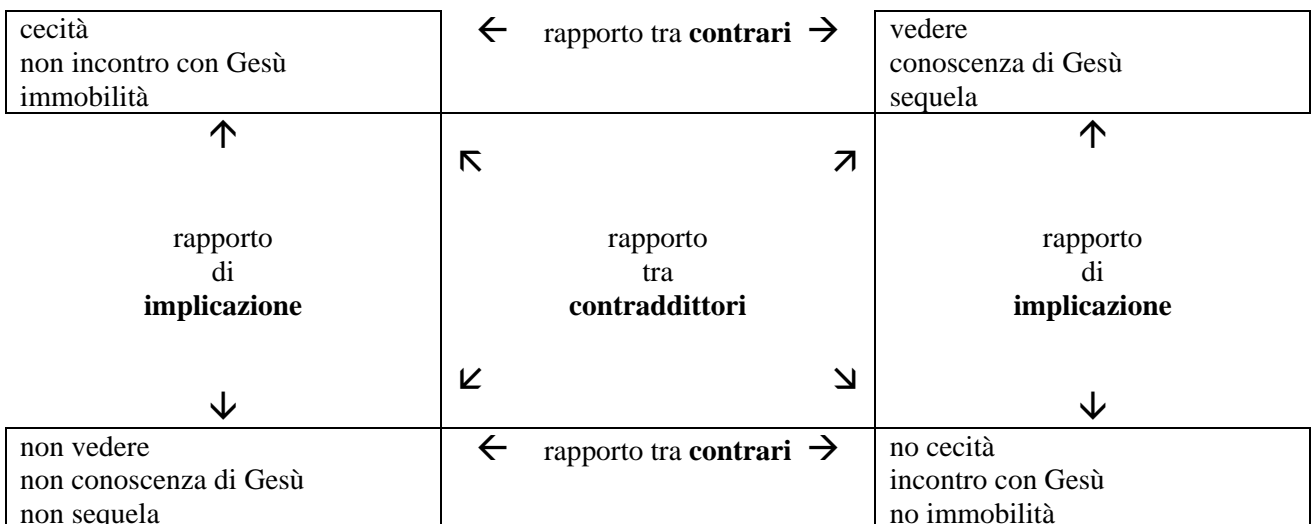 cecità
non incontro con Gesù
immobilità
← rapporto tra contrari →
vedere
conoscenza di Gesù
sequela
↑
↖ ↗
↑
rapporto
di
implicazione
rapporto
tra
contraddittori
rapporto
di
implicazione
↓
↙ ↘
↓
non vedere
non conoscenza di Gesù
non sequela
← rapporto tra contrari →
no cecità
incontro con Gesù
no immobilità